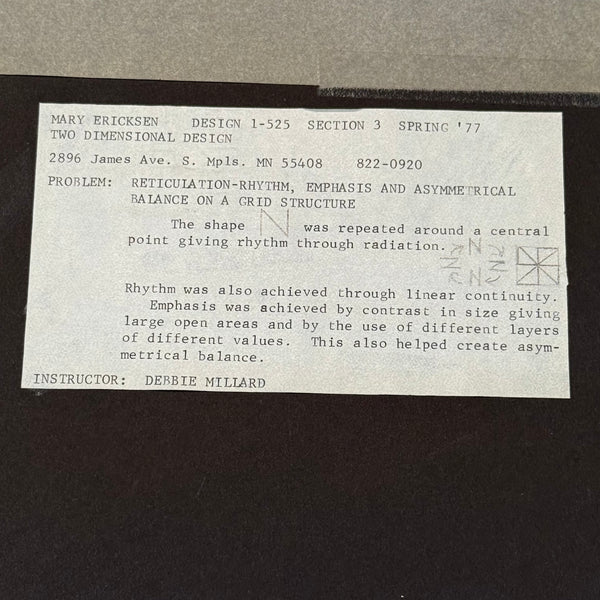 MARY ERICKSEN DESIGN 1-525 SECTION 3 SPRING '77
TWO DIMENSIONAL DESIGN
2896 James Ave. S. Mpls. MN 55408 822-0920
PROBLEM: RETICULATION-RHYTHM, EMPHASIS AND ASYMMETRICAL
BALANCE ON A GRID STRUCTURE
The shape N was repeated around a central
point giving rhythm through radiation.
Rhythm was also achieved through linear continuity.
Emphasis was achieved by contrast in size giving
large open areas and by the use of different layers
of different values. This also helped create asym-
metrical balance.
INSTRUCTOR: DEBBIE MILLARD